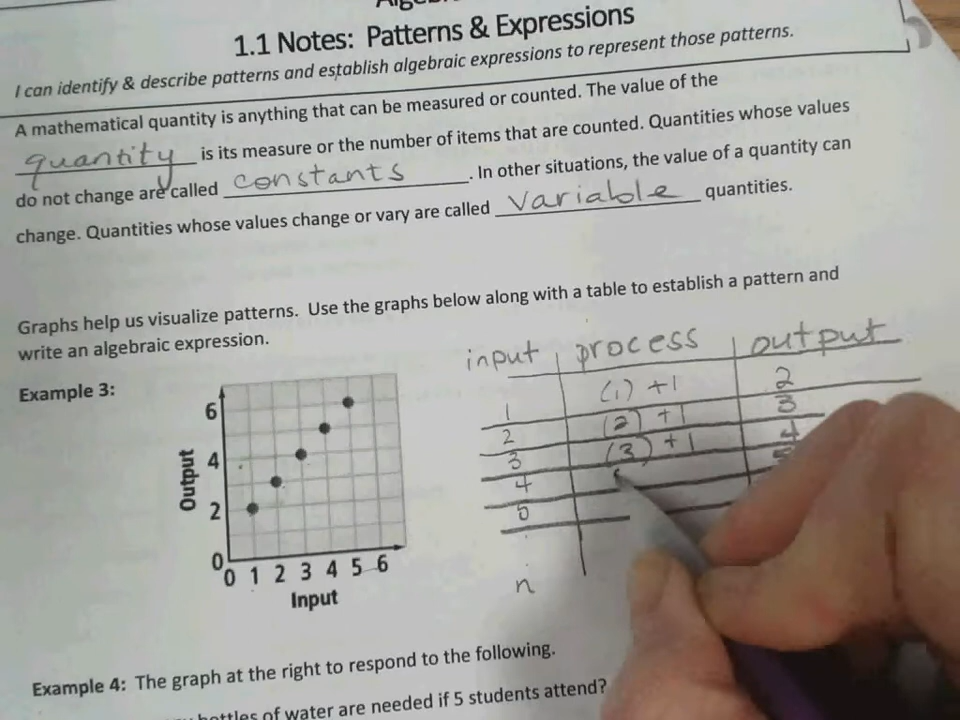 1.1 Notes: Patterns & Expressions
I can identify & describe patterns and establish algebraic expressions to represent those patterns.
A mathematical quantity is anything that can be measured or counted. The value of the
quantity is its measure or the number of items that are counted. Quantities whose values
do not change are called constants. In other situations, the value of a quantity can
change. Quantities whose values change or vary are called variable quantities.
Graphs help us visualize patterns. Use the graphs below along with a table to establish a pattern and
write an algebraic expression.
Example 3:
input process output
1 (1) +1 2
2 (2) +1 3
3 (3) +1 4
4
5
n
Output
6
4
2
0
0 1 2 3 4 5 6
Input
Example 4: The graph at the right to respond to the following.
bottles of water are needed if 5 students attend?